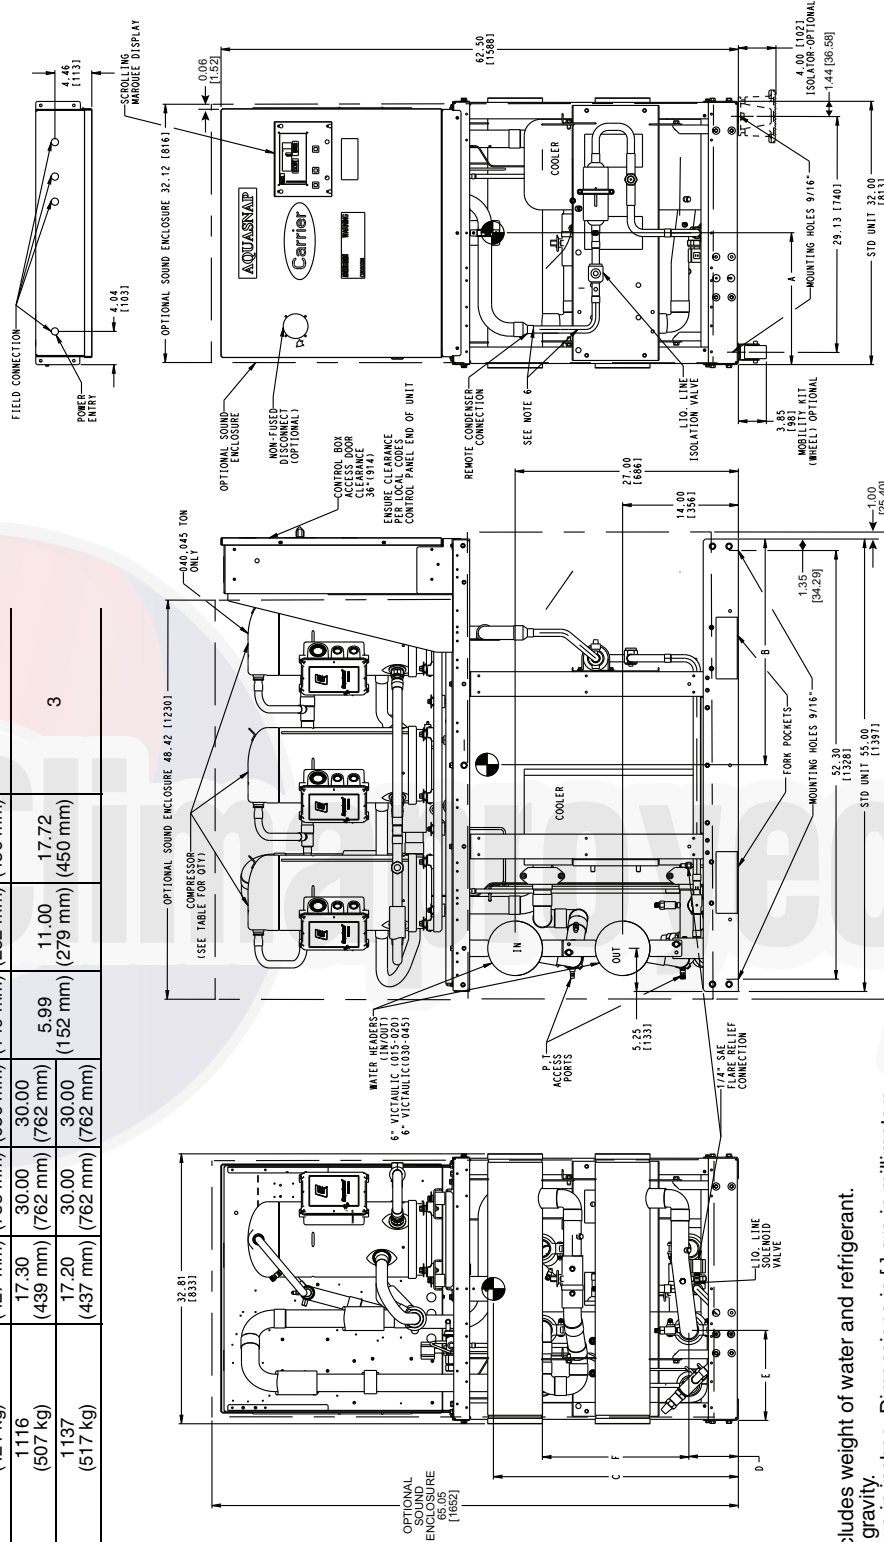 1116
(507 kg)
17.30
(439 mm)
30.00
(762 mm)
30.00
(762 mm)
1137
(517 kg)
17.20
(437 mm)
30.00
(762 mm)
30.00
(762 mm)
5.99
(152 mm)
11.00
(279 mm)
17.72
(450 mm)
3
FIELD CONNECTION
POWER
ENTRY
4.04
[103]
4.46
[113]
SCROLLING
MARQUEE DISPLAY
0.06
[1.52]
OPTIONAL SOUND ENCLOSURE 32.12 [816]
OPTIONAL SOUND
ENCLOSURE
NON-FUSED
DISCONNECT
(OPTIONAL)
AQUASNAP
Carrier
WARNING
62.50
[1588]
CONTROL BOX
ACCESS DOOR
CLEARANCE
36"(914)
ENSURE CLEARANCE
PER LOCAL CODES
CONTROL PANEL END OF UNIT
REMOTE CONDENSER
CONNECTION
SEE NOTE 6
COOLER
LIQ. LINE
ISOLATION VALVE
MOBILITY KIT
(WHEEL) OPTIONAL
3.85
[98]
A
MOUNTING HOLES 9/16"
29.13 [740]
STD UNIT 32.00
[813]
4.00 [102]
ISOLATOR-OPTIONAL
1.44 [36.58]
OPTIONAL SOUND ENCLOSURE 48.42 [1230]
040,045 TON
ONLY
COMPRESSOR
(SEE TABLE FOR QTY)
27.00
[686]
14.00
[356]
1.00
[25.40]
1.35
[34.29]
B
COOLER
IN
OUT
WATER HEADERS
(IN/OUT)
6" VICTAULIC (015-020)
6" VICTAULIC(030-045)
P,T
ACCESS
PORTS
5.25
[133]
1/4" SAE
FLARE RELIEF
CONNECTION
FORK POCKETS
MOUNTING HOLES 9/16"
52.30
[1328]
STD UNIT 55.00
[1397]
32.81
[833]
OPTIONAL
SOUND
ENCLOSURE
65.05
[1652]
C
F
D
E
LIQ. LINE
SOLENOID
VALVE
cludes weight of water and refrigerant.
gravity.
Climaproyec